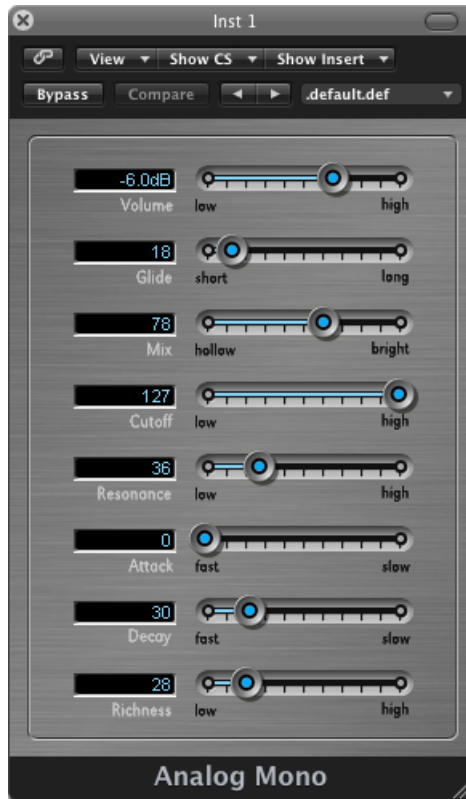 Inst 1
View Show CS Show Insert
Bypass Compare .default.def
-6.0dB
Volume low high
18
Glide short long
78
Mix hollow bright
127
Cutoff low high
36
Resonance low high
0
Attack fast slow
30
Decay fast slow
28
Richness low high
Analog Mono